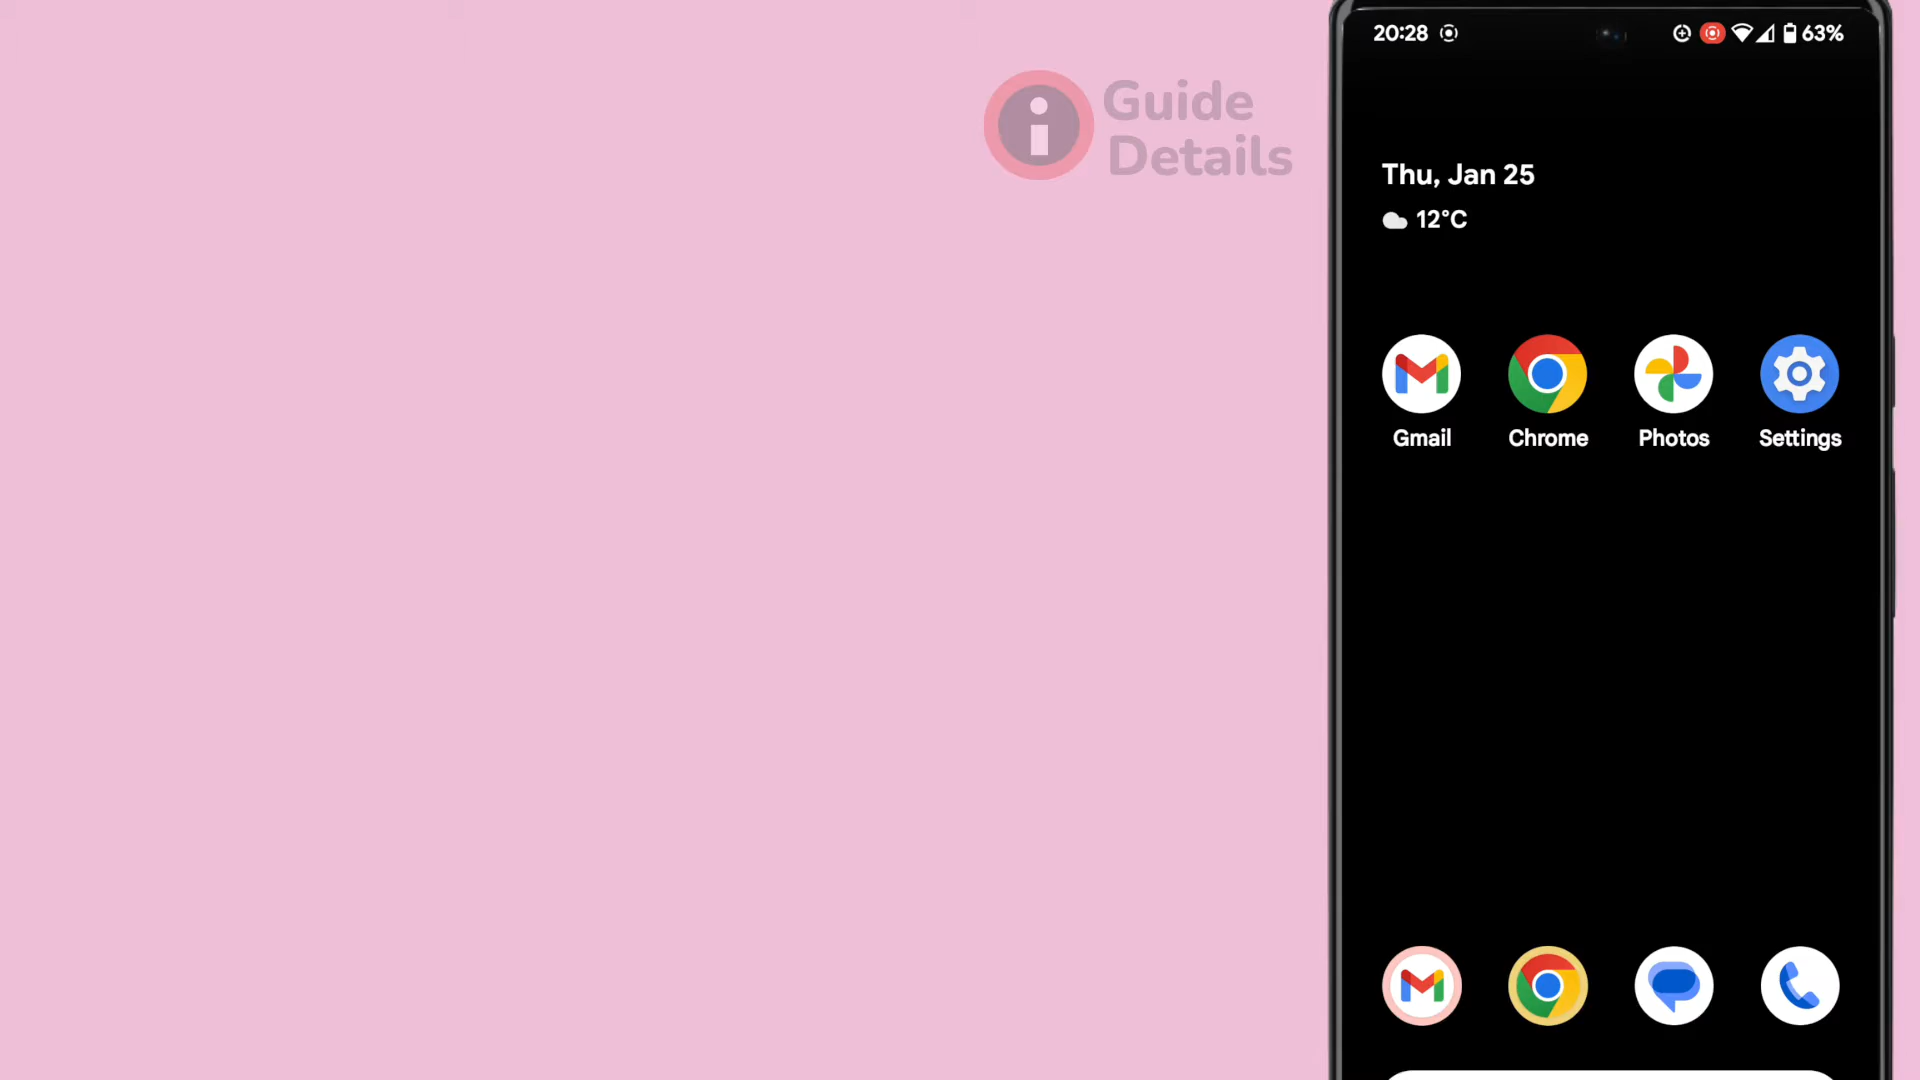 20:28
63%
Guide
Details
Thu, Jan 25
12°C
Gmail
Chrome
Photos
Settings